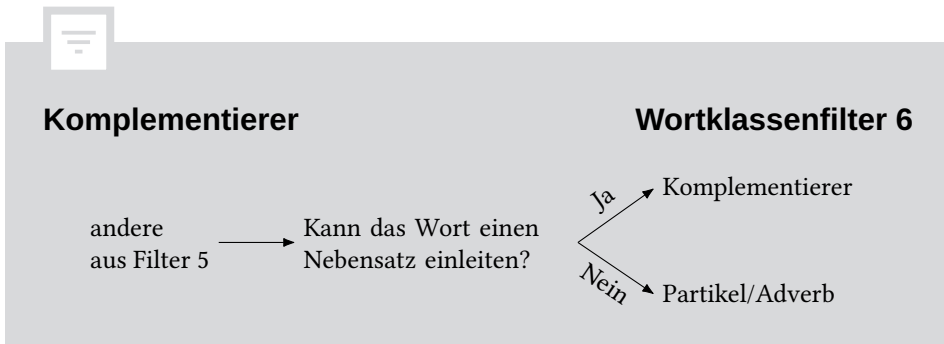 Komplementierer
Wortklassenfilter 6
andere
aus Filter 5
Kann das Wort einen
Nebensatz einleiten?
Ja
Komplementierer
Nein
Partikel/Adverb